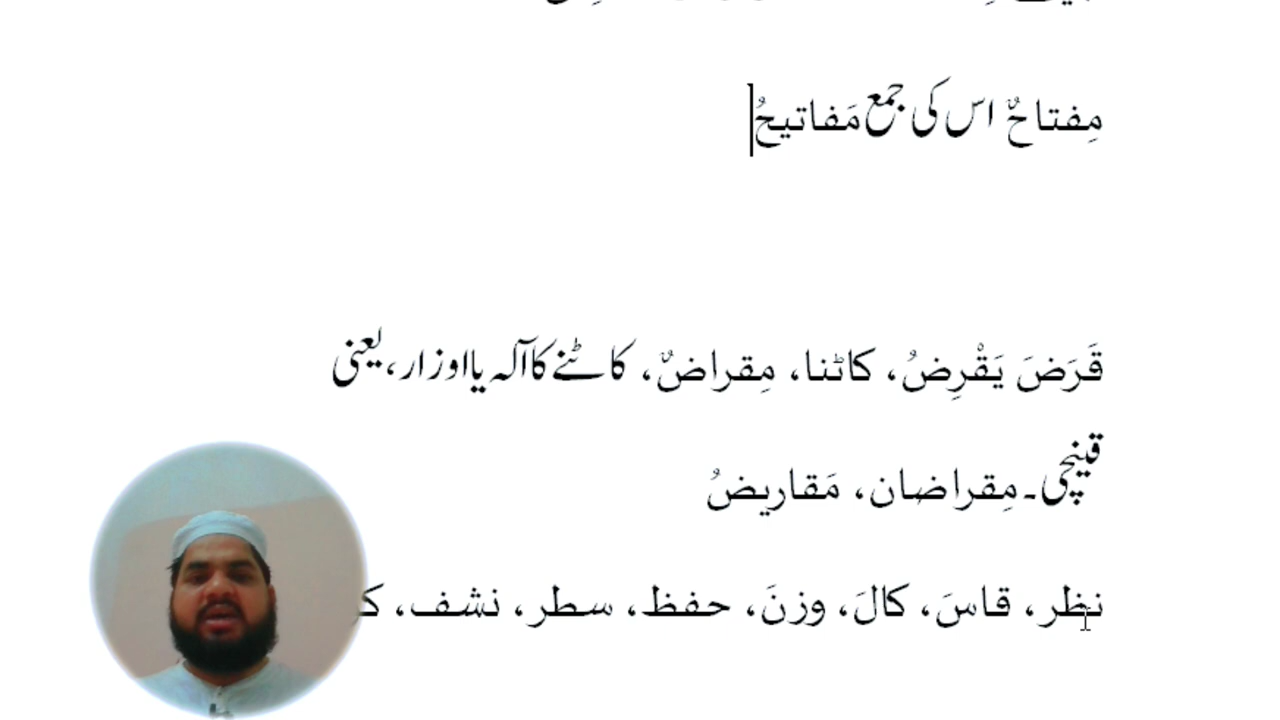 مِفتاحٌ اس کی جمع مَفاتیحُ
قَرَضَ یَقْرِضُ، کاٹنا، مِقراضٌ، کاٹنے کا آلہ یا اوزار، یعنی
قینچی۔ مِقراضان، مَقاریضُ
نظر، قاسَ، کالَ، وزنَ، حفظ، سطر، نشف،